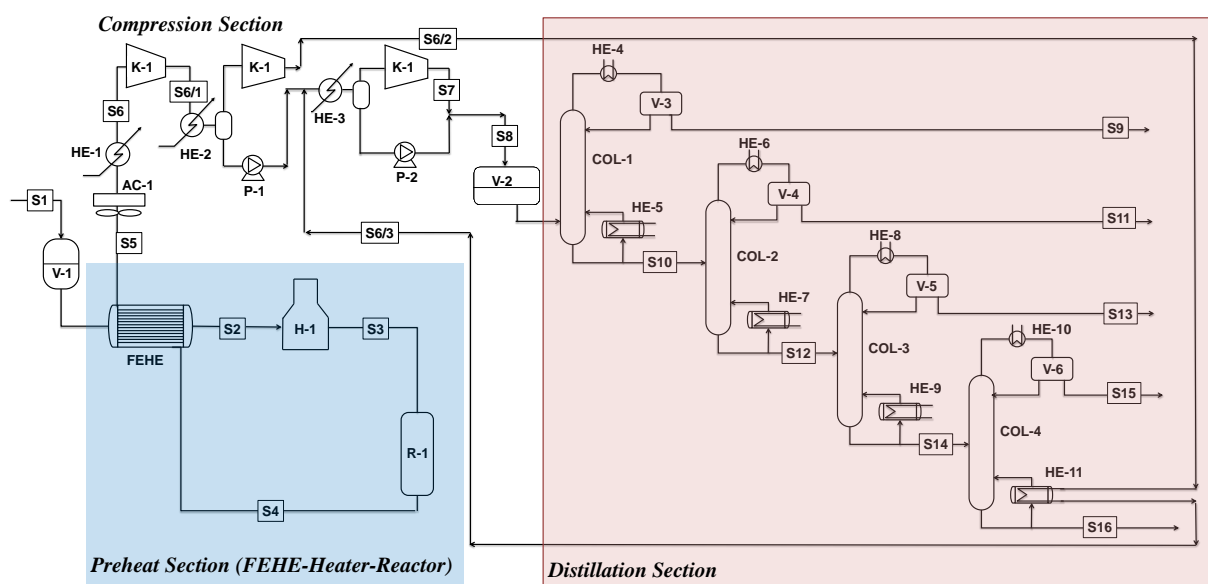 Compression Section
K-1
K-1
K-1
S6/2
HE-4
S6/1
S7
V-3
S6
HE-3
S8
S9
HE-1
HE-2
COL-1
HE-6
P-1
P-2
V-2
V-4
AC-1
S1
HE-5
S11
S5
S6/3
HE-8
V-1
S10
COL-2
V-5
HE-7
S13
S2
H-1
S3
HE-10
FEHE
S12
COL-3
V-6
HE-9
S15
COL-4
S14
R-1
HE-11
S4
S16
Preheat Section (FEHE-Heater-Reactor)
Distillation Section